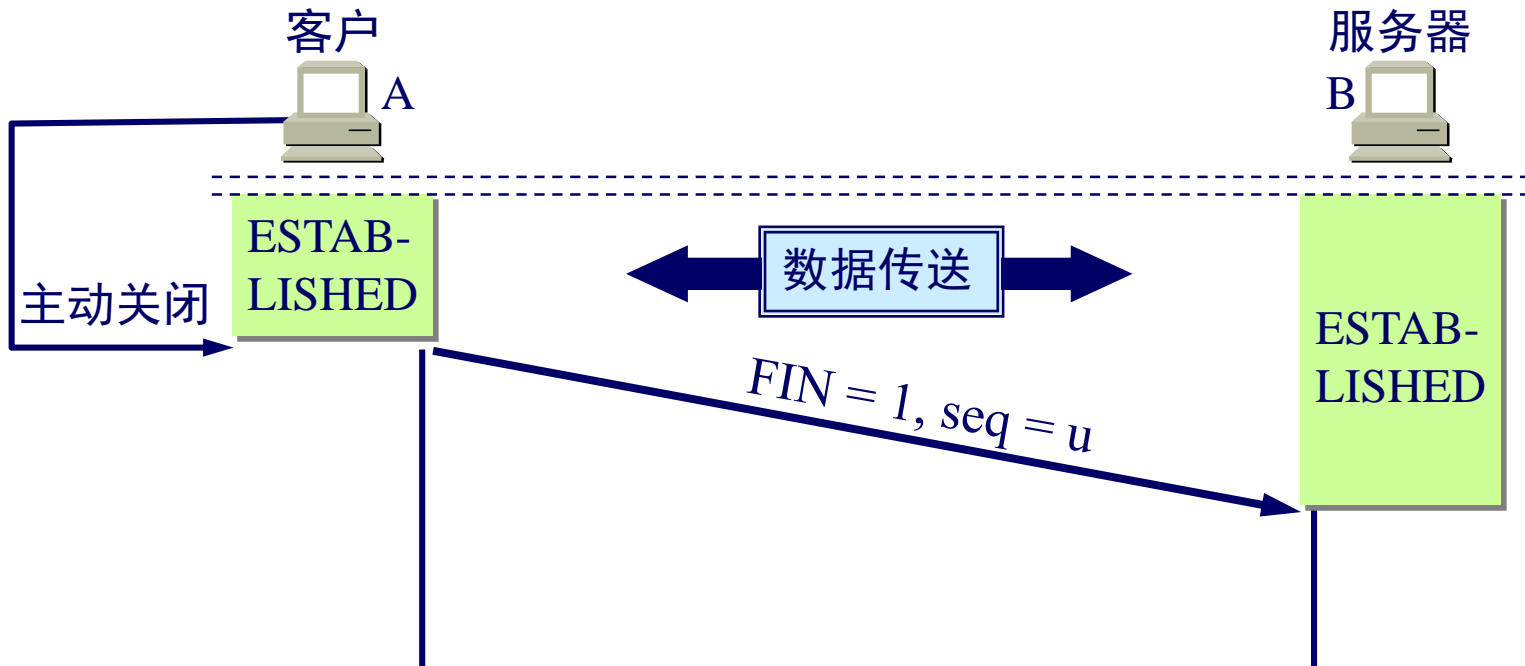 客户
服务器
A
B
ESTAB-
LISHED
数据传送
主动关闭
ESTAB-
LISHED
FIN = 1, seq = u